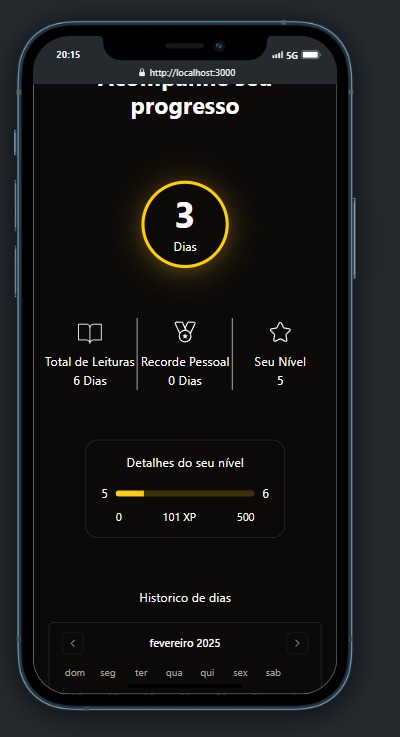 20:15
5G
http://localhost:3000
Acompanhe seu
progresso
3
Dias
Total de Leituras
6 Dias
Recorde Pessoal
0 Dias
Seu Nível
5
Detalhes do seu nível
5 6
0 101 XP 500
Historico de dias
fevereiro 2025
dom seg ter qua qui sex sab